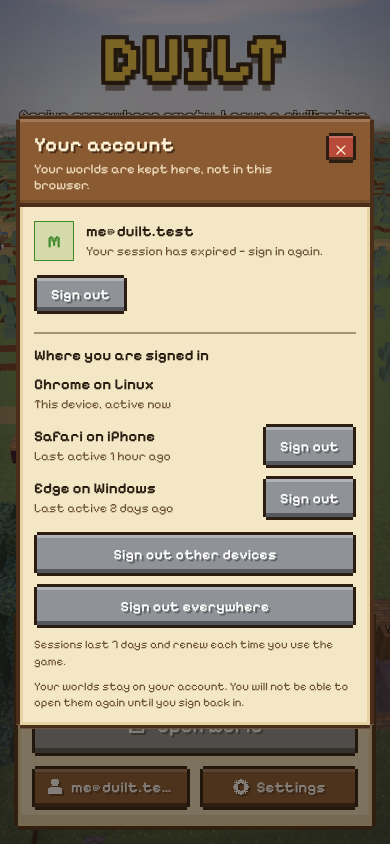 DUILT
Your account
Your worlds are kept here, not in this
browser.
M
me@duilt.test
Your session has expired - sign in again.
Sign out
Where you are signed in
Chrome on Linux
This device, active now
Safari on iPhone
Last active 1 hour ago
Sign out
Edge on Windows
Last active 2 days ago
Sign out
Sign out other devices
Sign out everywhere
Sessions last 7 days and renew each time you use the
game.
Your worlds stay on your account. You will not be able to
open them again until you sign back in.
me@duilt.te...
Settings